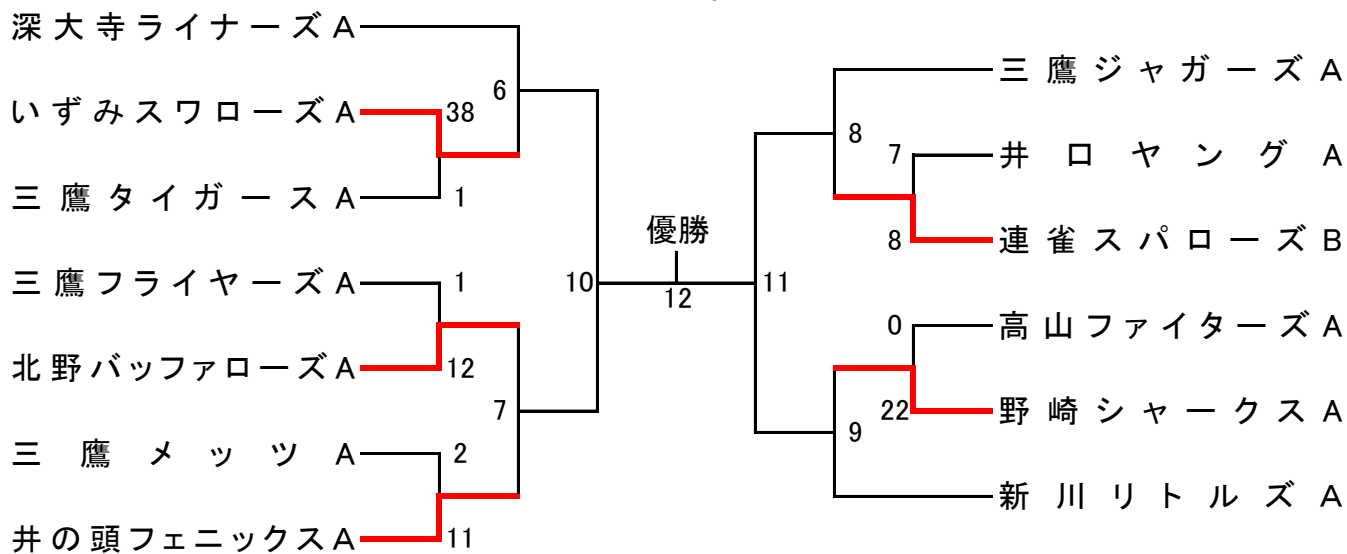 深大寺ライナーズA
6
いずみスワローズA
38
三鷹タイガースA
1
三鷹フライヤーズA
1
10
北野バッファローズA
12
7
三鷹メッツA
2
井の頭フェニックスA
11
優勝
12
三鷹ジャガーズA
8
7
井口ヤングA
8
連雀スパローズB
11
0
高山ファイターズA
22
野崎シャークスA
9
新川リトルズA